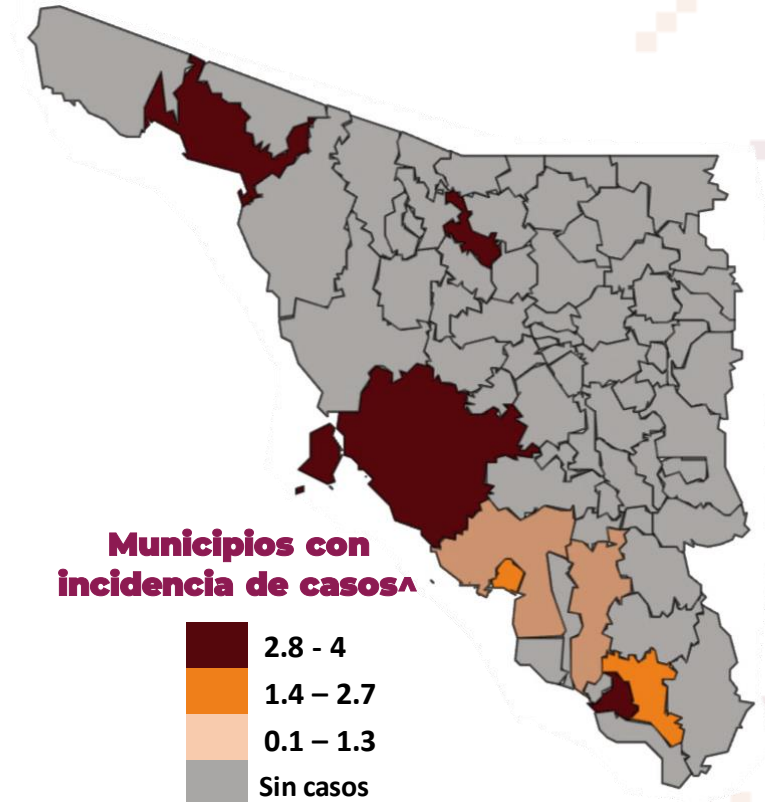 Municipios con
incidencia de casos^
2.8 - 4
1.4 – 2.7
0.1 – 1.3
Sin casos